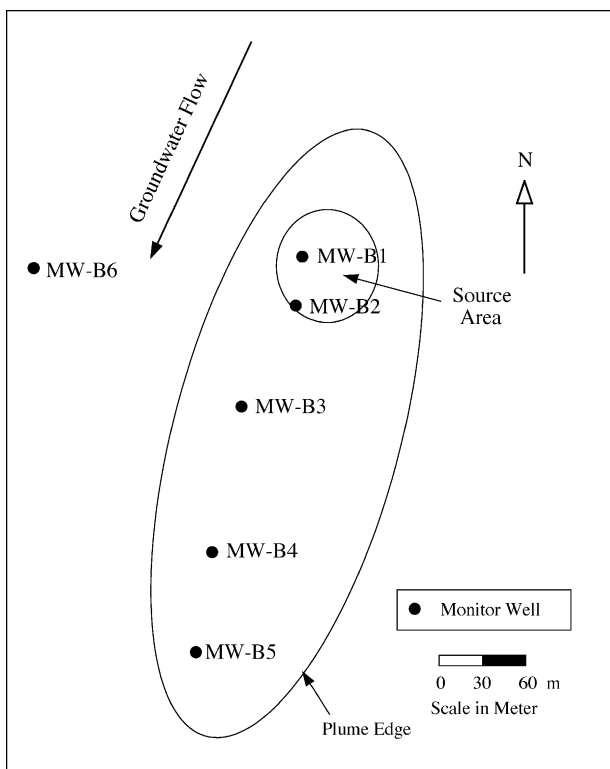 Groundwater Flow
N
MW-B1
MW-B6
Source
Area
MW-B2
MW-B3
MW-B4
Monitor Well
MW-B5
0 30 60 m
Scale in Meter
Plume Edge